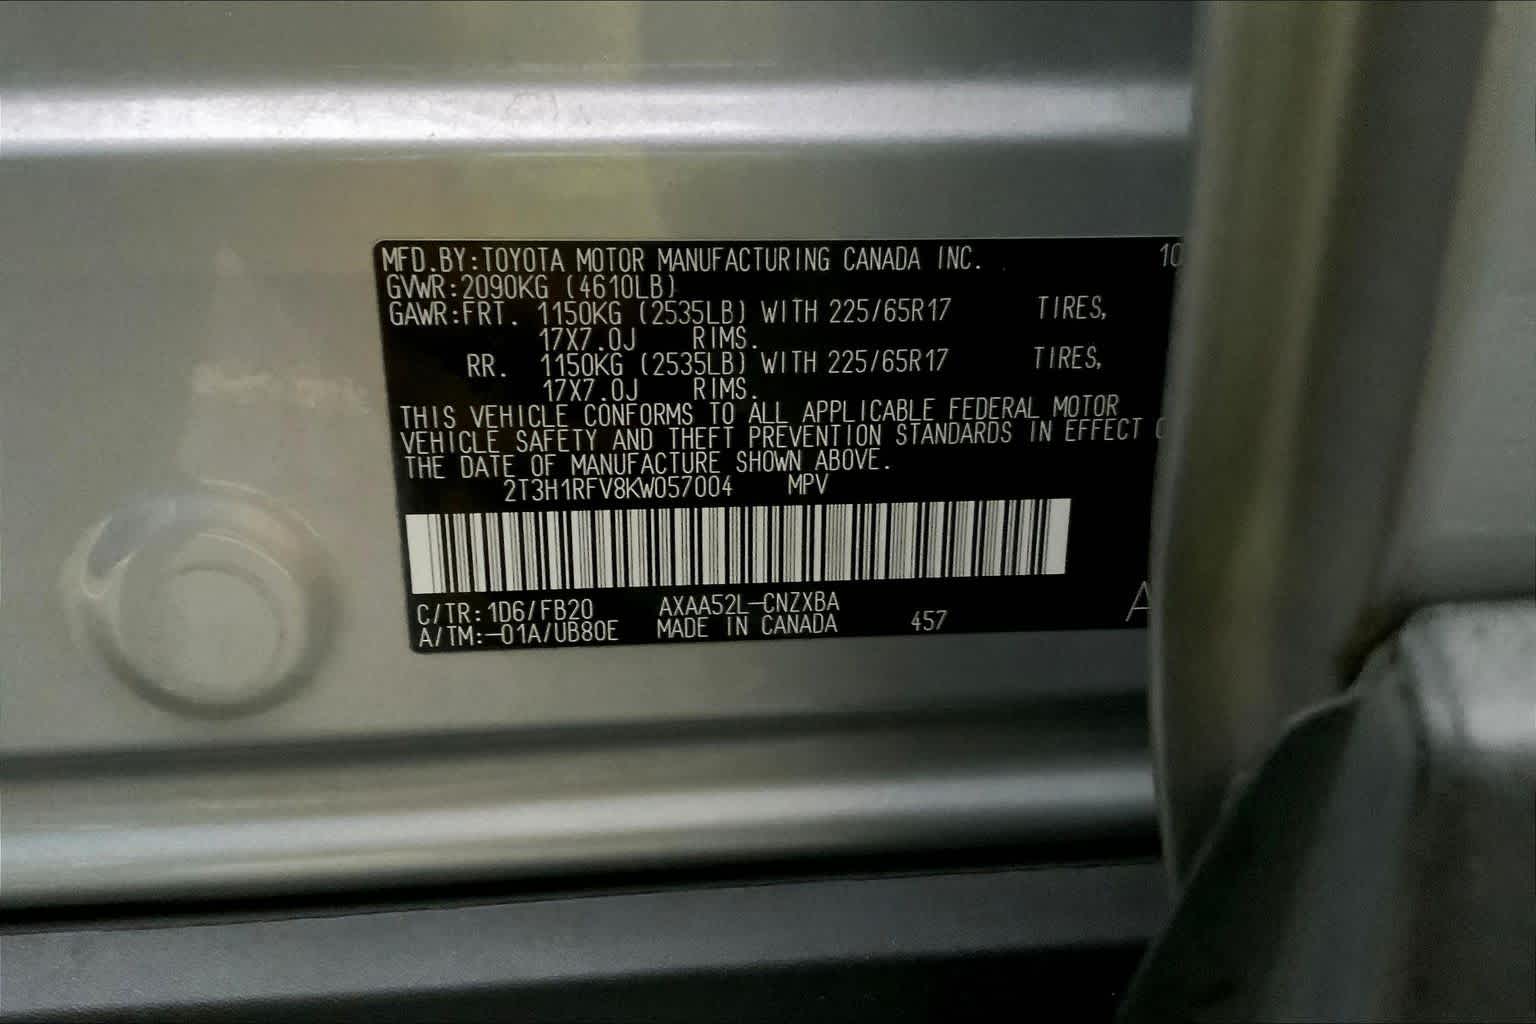 MFD.BY:TOYOTA MOTOR MANUFACTURING CANADA INC. 10
GVWR:2090KG (4610LB)
GAWR:FRT. 1150KG (2535LB) WITH 225/65R17 TIRES,
17X7.0J RIMS.
RR. 1150KG (2535LB) WITH 225/65R17 TIRES,
17X7.0J RIMS.
THIS VEHICLE CONFORMS TO ALL APPLICABLE FEDERAL MOTOR
VEHICLE SAFETY AND THEFT PREVENTION STANDARDS IN EFFECT
THE DATE OF MANUFACTURE SHOWN ABOVE.
2T3H1RFV8KW057004 MPV
C/TR:1D6/FB20 AXAA52L-CNZXBA
A/TM:-01A/UB80E MADE IN CANADA 457 A